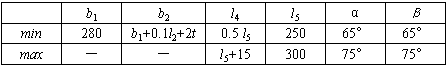 b₁ b₂ l₄ l₅ α β
min 280 b₁+0.1l₂+2t 0.5 l₅ 250 65° 65°
max — — l₅+15 300 75° 75°